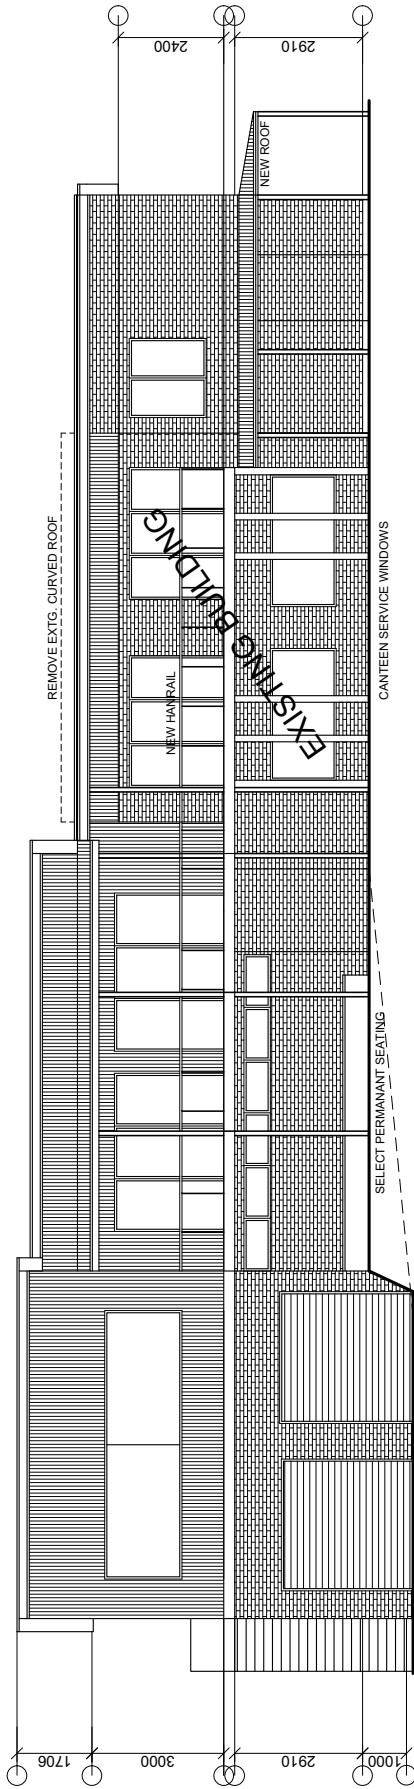 2400
2910
NEW ROOF
REMOVE EXTG. CURVED ROOF
EXISTING BUILDING
NEW HANRAIL
CANTEEN SERVICE WINDOWS
SELECT PERMANANT SEATING
1706
3000
2910
1000